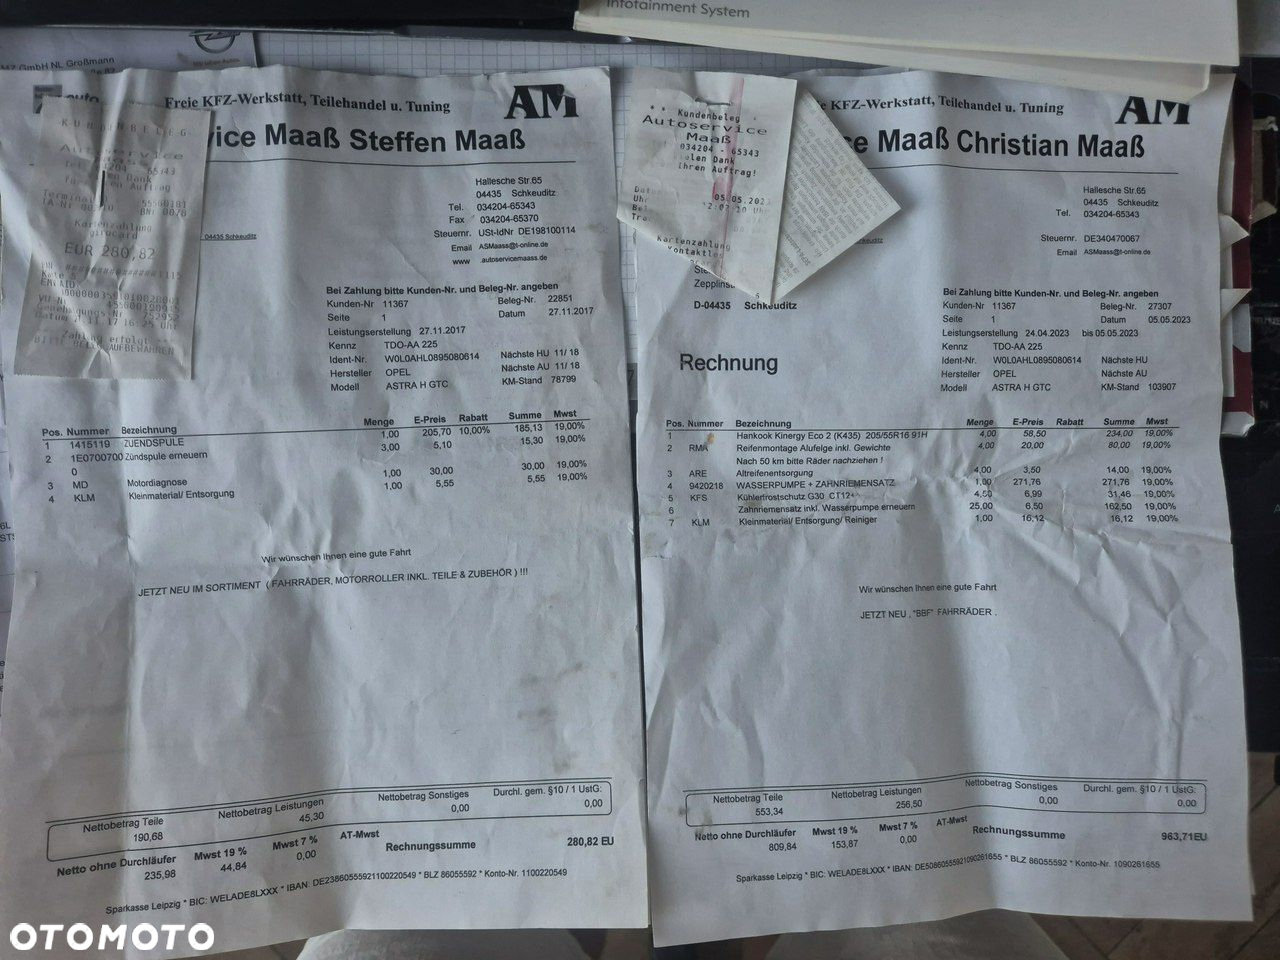 Infotainment System
MZ GmbH NL Großmann
Freie KFZ-Werkstatt, Teilehandel u. Tuning
AM
vice Maaß Steffen Maaß
KUNDENBELEG
Kartenzahlung
girocard
EUR 280,82
Zahlung erfolgt
04435 Schkeuditz
Hallesche Str.65
04435 Schkeuditz
Tel. 034204-65343
Fax 034204-65370
Steuernr. USt-IdNr DE198100114
Email ASMaass@t-online.de
www .autoservicemaass.de
Bei Zahlung bitte Kunden-Nr. und Beleg-Nr. angeben
Kunden-Nr 11367 Beleg-Nr. 22851
Seite 1 Datum 27.11.2017
Leistungserstellung 27.11.2017
Kennz TDO-AA 225
Ident-Nr. W0L0AHL0895080614 Nächste HU 11/ 18
Hersteller OPEL Nächste AU 11/ 18
Modell ASTRA H GTC KM-Stand 78799
Pos. Nummer Bezeichnung Menge E-Preis Rabatt Summe Mwst
1 1415119 ZUENDSPULE 1,00 205,70 10,00% 185,13 19,00%
2 1E0700700 Zündspule erneuern 3,00 5,10 15,30 19,00%
0
3 MD Motordiagnose 1,00 30,00 30,00 19,00%
4 KLM Kleinmaterial/ Entsorgung 1,00 5,55 5,55 19,00%
Wir wünschen Ihnen eine gute Fahrt
JETZT NEU IM SORTIMENT ( FAHRRÄDER, MOTORROLLER INKL. TEILE & ZUBEHÖR ) !!!
Nettobetrag Teile Nettobetrag Leistungen Nettobetrag Sonstiges Durchl. gem. §10 / 1 UstG:
190,68 45,30 0,00 0,00
Netto ohne Durchläufer Mwst 19 % Mwst 7 % AT-Mwst Rechnungssumme 280,82 EU
235,98 44,84 0,00
Sparkasse Leipzig * BIC: WELADE8LXXX * IBAN: DE23860555921100220549 * BLZ 86055592 * Konto-Nr. 1100220549
e KFZ-Werkstatt, Teilehandel u. Tuning
AM
ce Maaß Christian Maaß
* * Kundenbeleg
Autoservice
Maaß
034204 - 65343
elen Dank
Ihren Auftrag!
Kartenzahlung
Kontaktlos
Hallesche Str.65
04435 Schkeuditz
Tel. 034204-65343
Steuernr. DE340470067
Email ASMaass@t-online.de
Zepplinst
D-04435 Schkeuditz
Bei Zahlung bitte Kunden-Nr. und Beleg-Nr. angeben
Kunden-Nr 11367 Beleg-Nr. 27307
Seite 1 Datum 05.05.2023
Leistungserstellung 24.04.2023 bis 05.05.2023
Kennz TDO-AA 225
Ident-Nr. W0L0AHL0895080614 Nächste HU
Hersteller OPEL Nächste AU
Modell ASTRA H GTC KM-Stand 103907
Rechnung
Pos. Nummer Bezeichnung Menge E-Preis Rabatt Summe Mwst
1 Hankook Kinergy Eco 2 (K435) 205/55R16 91H 4,00 58,50 234,00 19,00%
2 RMA Reifenmontage Alufelge inkl. Gewichte 4,00 20,00 80,00 19,00%
Nach 50 km bitte Räder nachziehen !
3 ARE Altreifenentsorgung 4,00 3,50 14,00 19,00%
4 9420218 WASSERPUMPE + ZAHNRIEMENSATZ 1,00 271,76 271,76 19,00%
5 KFS Kühlerfrostschutz G30 CT12+ 4,50 6,99 31,46 19,00%
6 Zahnriemensatz inkl. Wasserpumpe erneuern 25,00 6,50 162,50 19,00%
7 KLM Kleinmaterial/ Entsorgung/ Reiniger 1,00 16,12 16,12 19,00%
Wir wünschen Ihnen eine gute Fahrt
JETZT NEU , "BBF" FAHRRÄDER .
Nettobetrag Teile Nettobetrag Leistungen Nettobetrag Sonstiges Durchl. gem. §10 / 1 UstG:
553,34 256,50 0,00 0,00
Netto ohne Durchläufer Mwst 19 % Mwst 7 % AT-Mwst Rechnungssumme 963,71EU
809,84 153,87 0,00
Sparkasse Leipzig * BIC: WELADE8LXXX * IBAN: DE50860555921090261655 * BLZ 86055592 * Konto-Nr. 1090261655
OTOMOTO